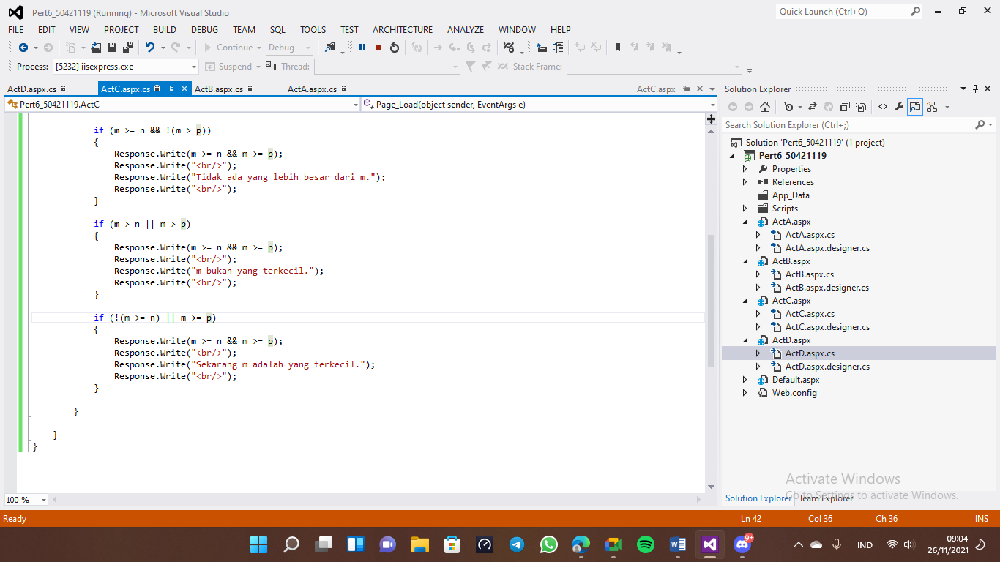 Pert6_50421119 (Running) - Microsoft Visual Studio
Quick Launch (Ctrl+Q)
FILE EDIT VIEW PROJECT BUILD DEBUG TEAM SQL TOOLS TEST ARCHITECTURE ANALYZE WINDOW HELP
Continue Debug
Process: [5232] iisexpress.exe Suspend Thread: Stack Frame:
ActD.aspx.cs ActC.aspx.cs ActB.aspx.cs ActA.aspx.cs ActC.aspx
Pert6_50421119.ActC Page_Load(object sender, EventArgs e)
if (m >= n && !(m > p))
{
Response.Write(m >= n && m >= p);
Response.Write("<br/>");
Response.Write("Tidak ada yang lebih besar dari m.");
Response.Write("<br/>");
}
if (m > n || m > p)
{
Response.Write(m >= n && m >= p);
Response.Write("<br/>");
Response.Write("m bukan yang terkecil.");
Response.Write("<br/>");
}
if (!(m >= n) || m >= p)
{
Response.Write(m >= n && m >= p);
Response.Write("<br/>");
Response.Write("Sekarang m adalah yang terkecil.");
Response.Write("<br/>");
}
}
}
}
100 %
Solution Explorer
Search Solution Explorer (Ctrl+;)
Solution 'Pert6_50421119' (1 project)
Pert6_50421119
Properties
References
App_Data
Scripts
ActA.aspx
ActA.aspx.cs
ActA.aspx.designer.cs
ActB.aspx
ActB.aspx.cs
ActB.aspx.designer.cs
ActC.aspx
ActC.aspx.cs
ActC.aspx.designer.cs
ActD.aspx
ActD.aspx.cs
ActD.aspx.designer.cs
Default.aspx
Web.config
Activate Windows
Go to Settings to activate Windows.
Solution Explorer Team Explorer
Ready Ln 42 Col 36 Ch 36 INS
9+
IND
09:04
26/11/2021